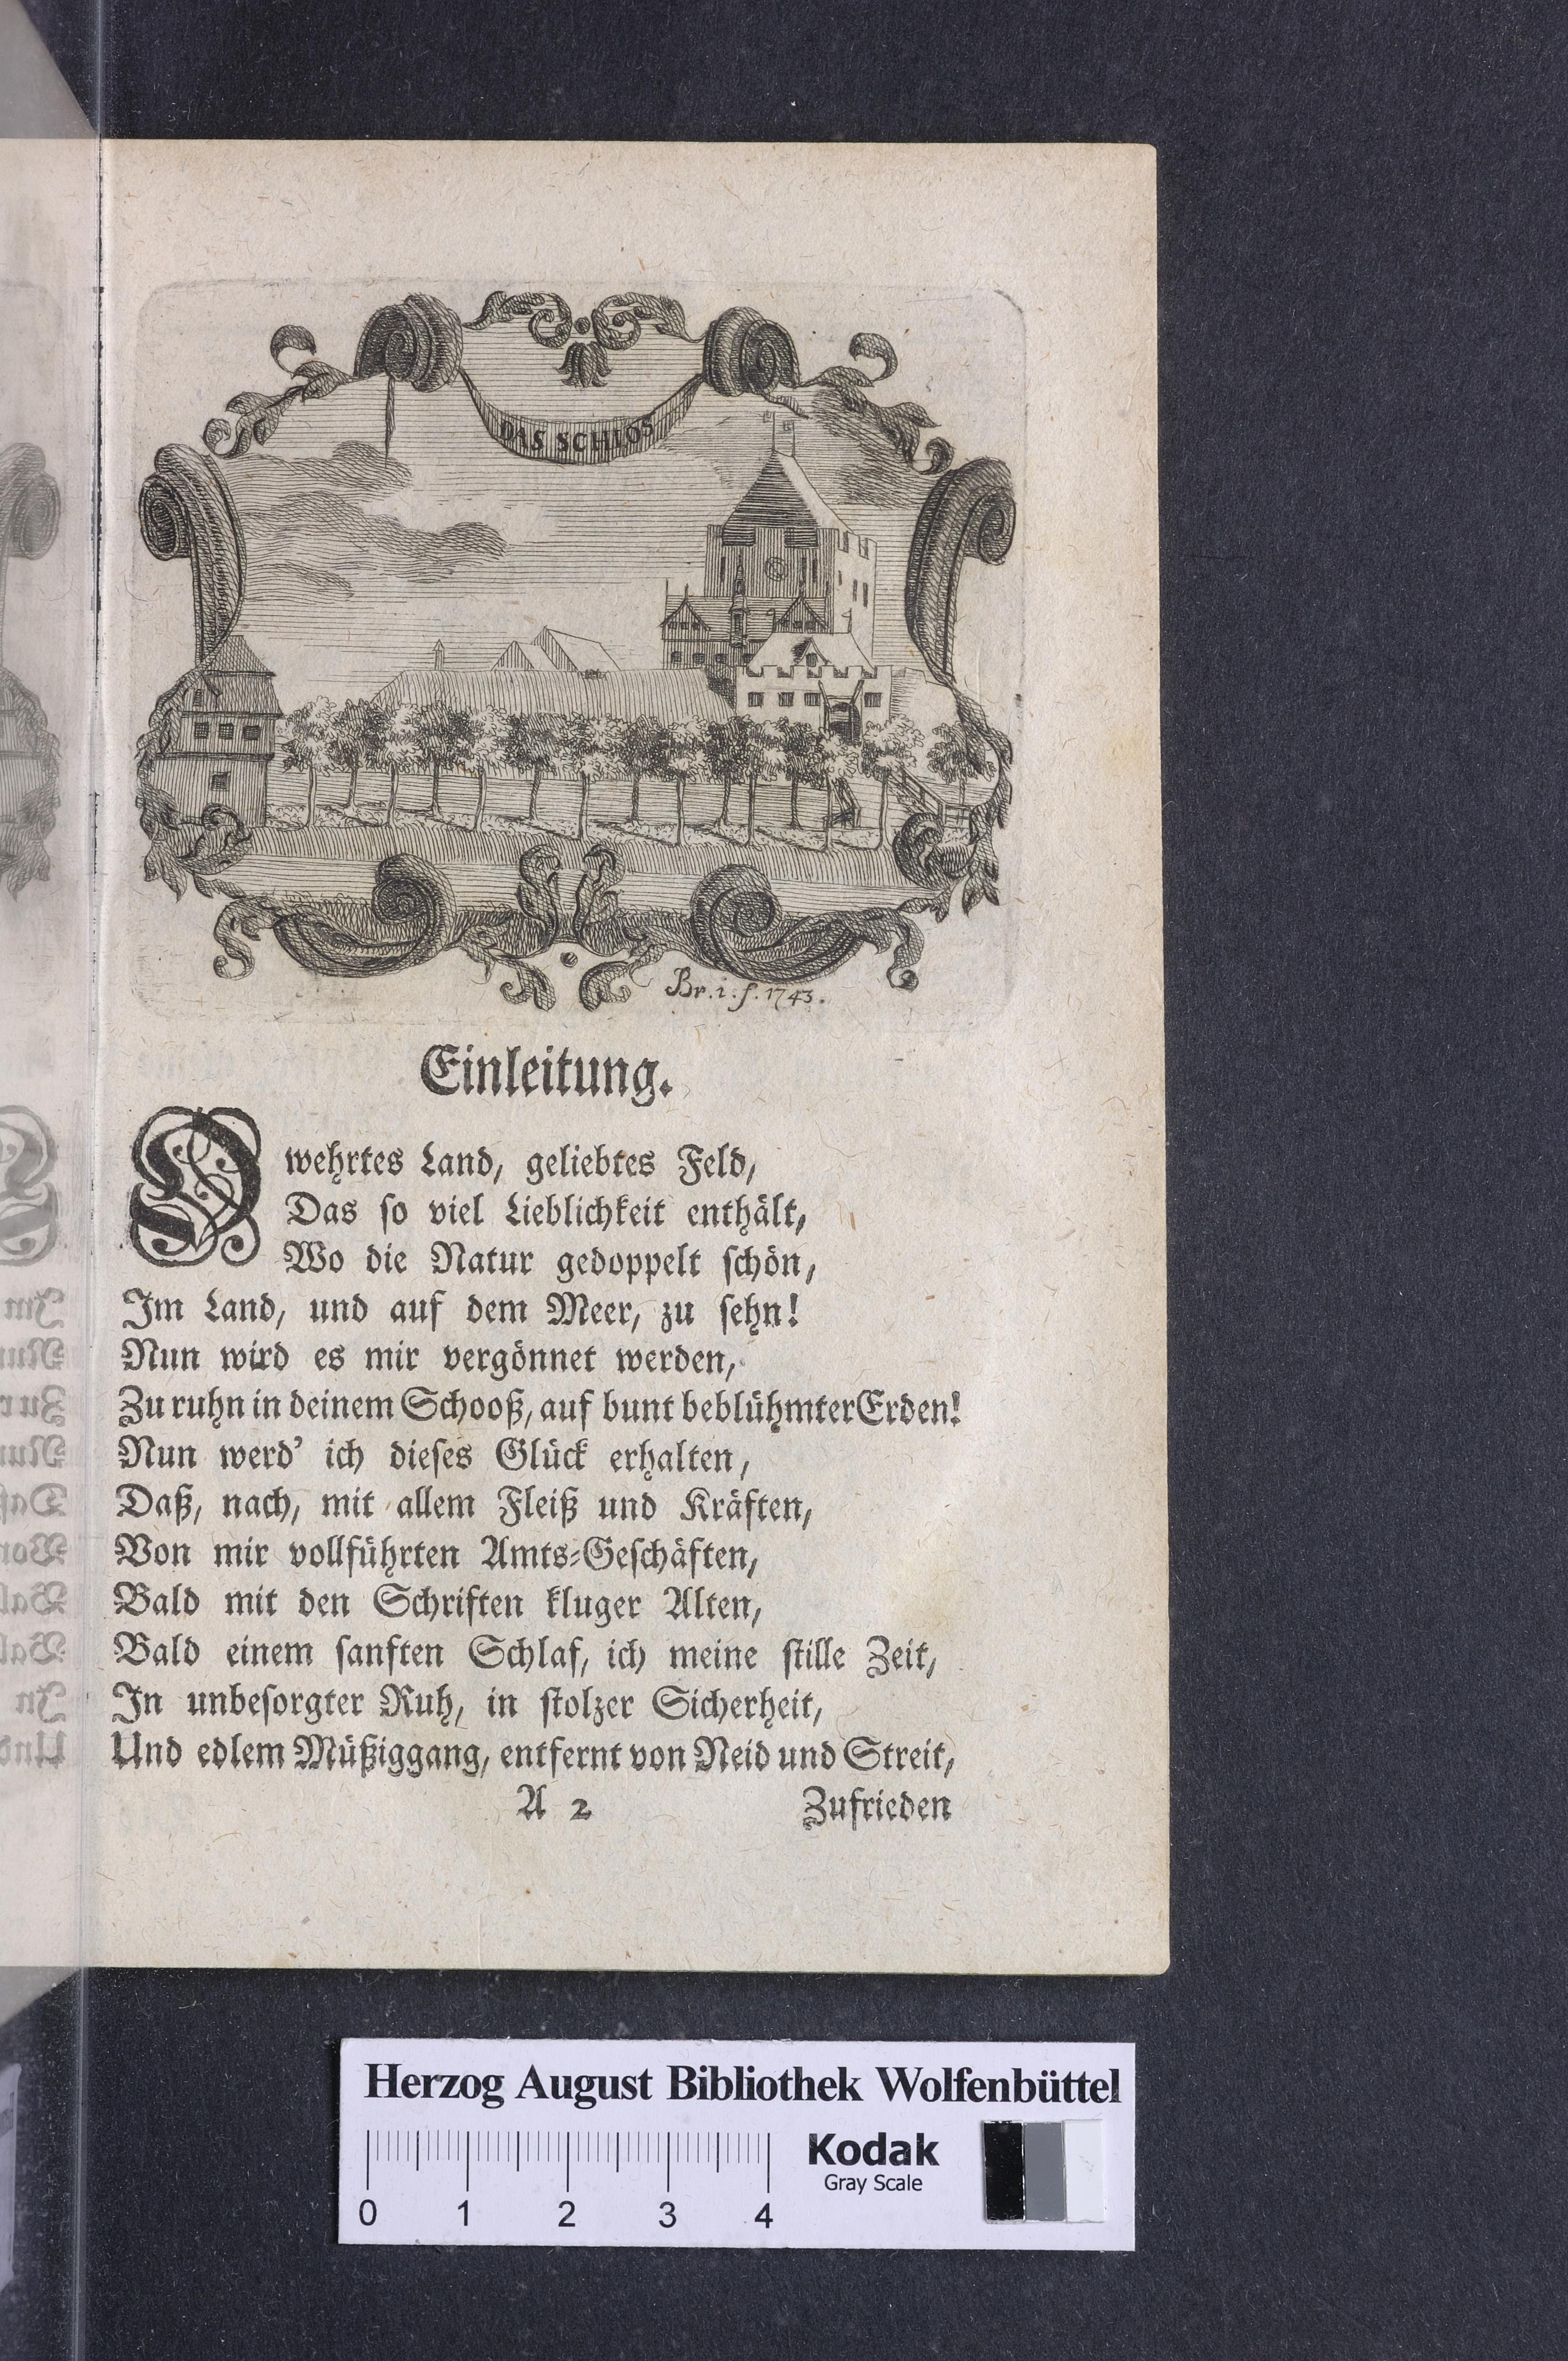 DAS SCHLOS
Br. i. f. 1743.
Einleitung.
O wehrtes Land, geliebtes Feld,
Das ſo viel Lieblichkeit enthält,
Wo die Natur gedoppelt ſchön,
Im Land, und auf dem Meer, zu ſehn!
Nun wird es mir vergönnet werden,
Zu ruhn in deinem Schooß, auf bunt beblühmter Erden!
Nun werd' ich dieſes Glück erhalten,
Daß, nach, mit allem Fleiß und Kräften,
Von mir vollführten Amts-Geſchäften,
Bald mit den Schriften kluger Alten,
Bald einem ſanften Schlaf, ich meine ſtille Zeit,
In unbeſorgter Ruh, in ſtolzer Sicherheit,
Und edlem Müßiggang, entfernt von Neid und Streit,
A 2 Zufrieden
Herzog August Bibliothek Wolfenbüttel
Kodak
Gray Scale
0 1 2 3 4